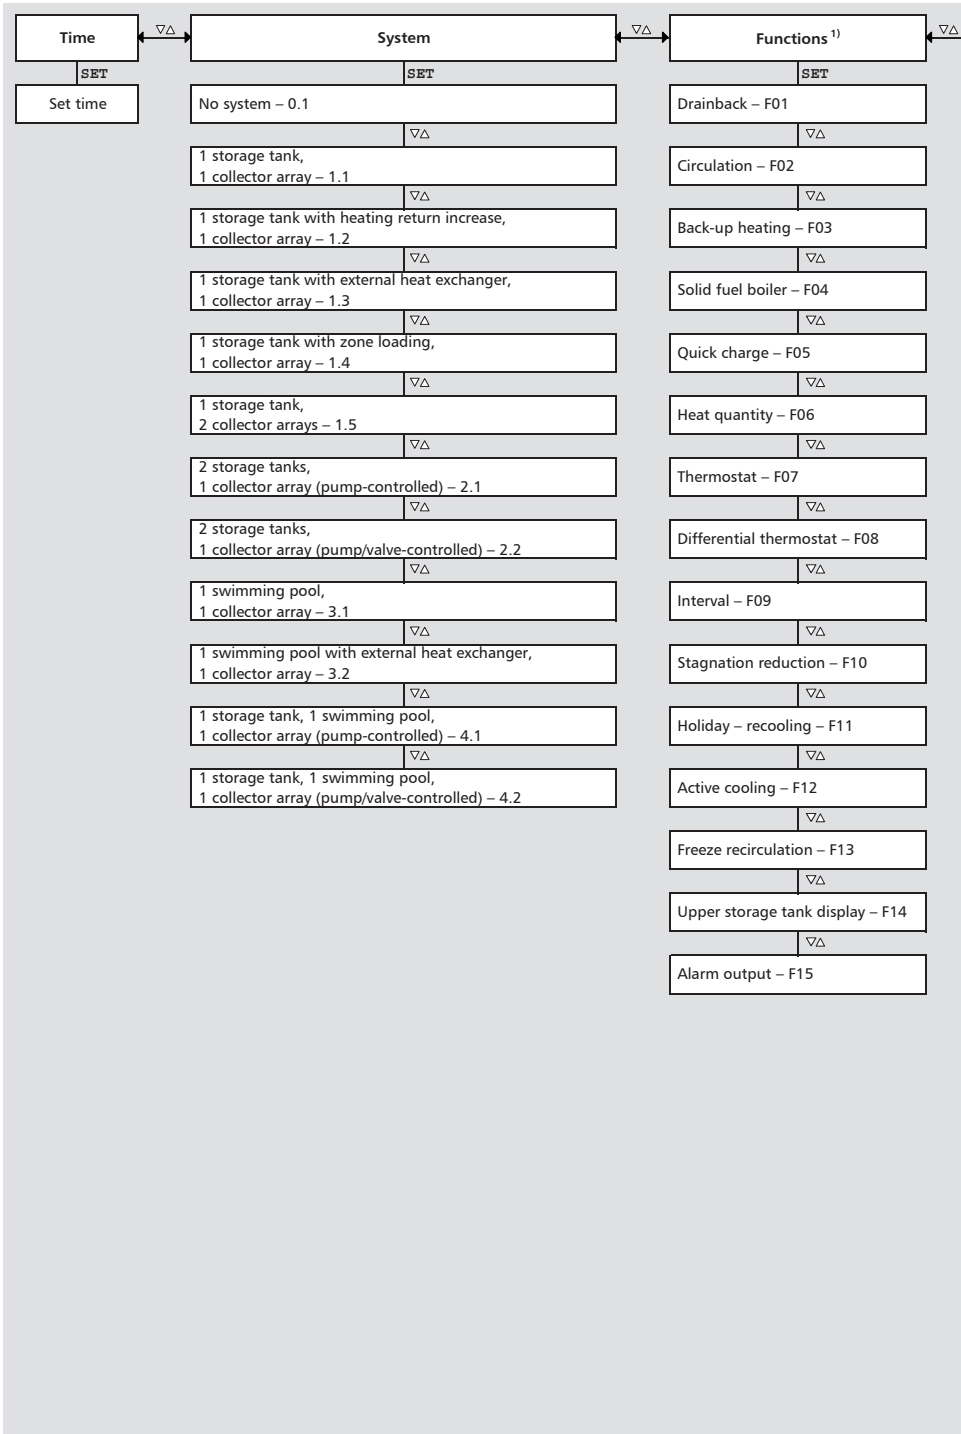 Time
▽△
System
▽△
Functions 1)
▽△
SET
SET
SET
Set time
No system – 0.1
▽△
1 storage tank,
1 collector array – 1.1
▽△
1 storage tank with heating return increase,
1 collector array – 1.2
▽△
1 storage tank with external heat exchanger,
1 collector array – 1.3
▽△
1 storage tank with zone loading,
1 collector array – 1.4
▽△
1 storage tank,
2 collector arrays – 1.5
▽△
2 storage tanks,
1 collector array (pump-controlled) – 2.1
▽△
2 storage tanks,
1 collector array (pump/valve-controlled) – 2.2
▽△
1 swimming pool,
1 collector array – 3.1
▽△
1 swimming pool with external heat exchanger,
1 collector array – 3.2
▽△
1 storage tank, 1 swimming pool,
1 collector array (pump-controlled) – 4.1
▽△
1 storage tank, 1 swimming pool,
1 collector array (pump/valve-controlled) – 4.2
Drainback – F01
▽△
Circulation – F02
▽△
Back-up heating – F03
▽△
Solid fuel boiler – F04
▽△
Quick charge – F05
▽△
Heat quantity – F06
▽△
Thermostat – F07
▽△
Differential thermostat – F08
▽△
Interval – F09
▽△
Stagnation reduction – F10
▽△
Holiday – recooling – F11
▽△
Active cooling – F12
▽△
Freeze recirculation – F13
▽△
Upper storage tank display – F14
▽△
Alarm output – F15